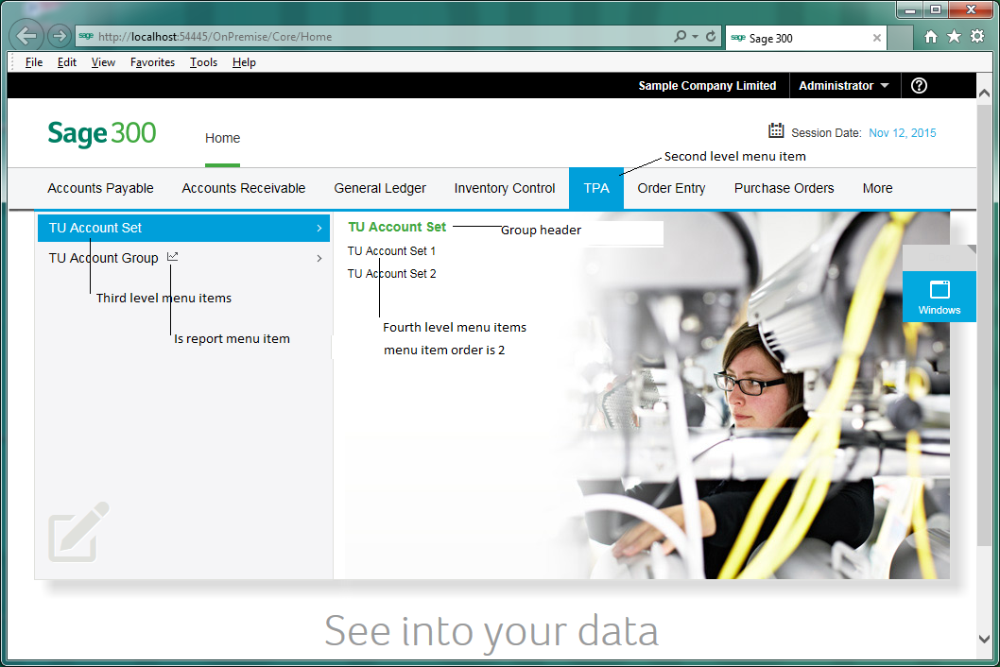 sage http://localhost:54445/OnPremise/Core/Home
sage Sage 300
File Edit View Favorites Tools Help
Sample Company Limited Administrator ?
Sage 300 Home
Session Date: Nov 12, 2015
Second level menu item
Accounts Payable Accounts Receivable General Ledger Inventory Control TPA Order Entry Purchase Orders More
TU Account Set
TU Account Set
Group header
TU Account Set 1
TU Account Group
TU Account Set 2
Third level menu items
Windows
Is report menu item
Fourth level menu items
menu item order is 2
See into your data